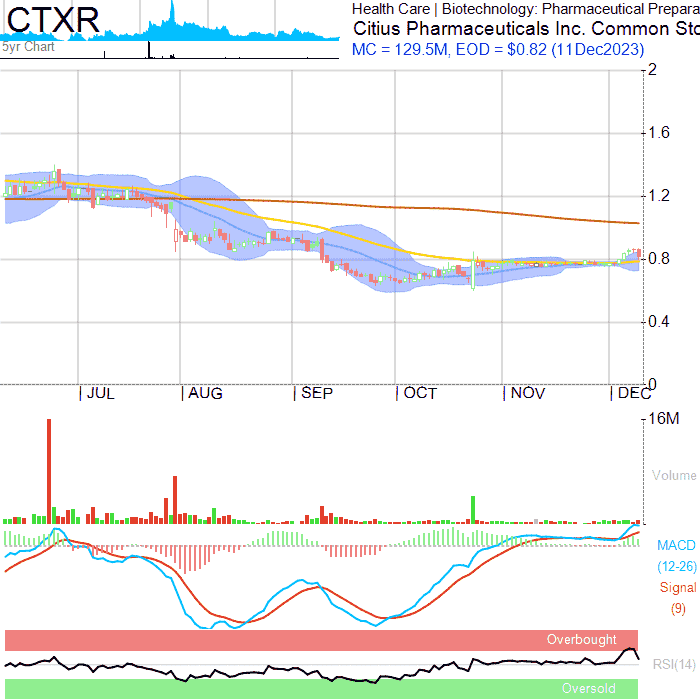 CTXR
5yr Chart
Health Care | Biotechnology: Pharmaceutical Prepara
Citius Pharmaceuticals Inc. Common Sto
MC = 129.5M, EOD = $0.82 (11Dec2023)
2
1.6
1.2
0.8
0.4
0
JUL AUG SEP OCT NOV DEC
16M
Volume
MACD
(12-26)
Signal
(9)
Overbought
RSI(14)
Oversold